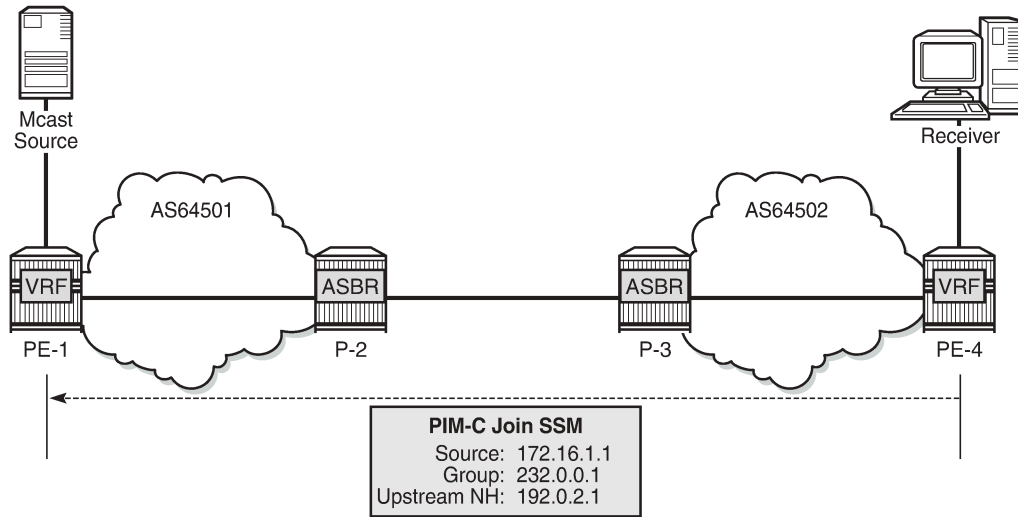 Mcast
Source
Receiver
AS64501
AS64502
VRF
ASBR
ASBR
VRF
PE-1
P-2
P-3
PE-4
PIM-C Join SSM
Source: 172.16.1.1
Group: 232.0.0.1
Upstream NH: 192.0.2.1